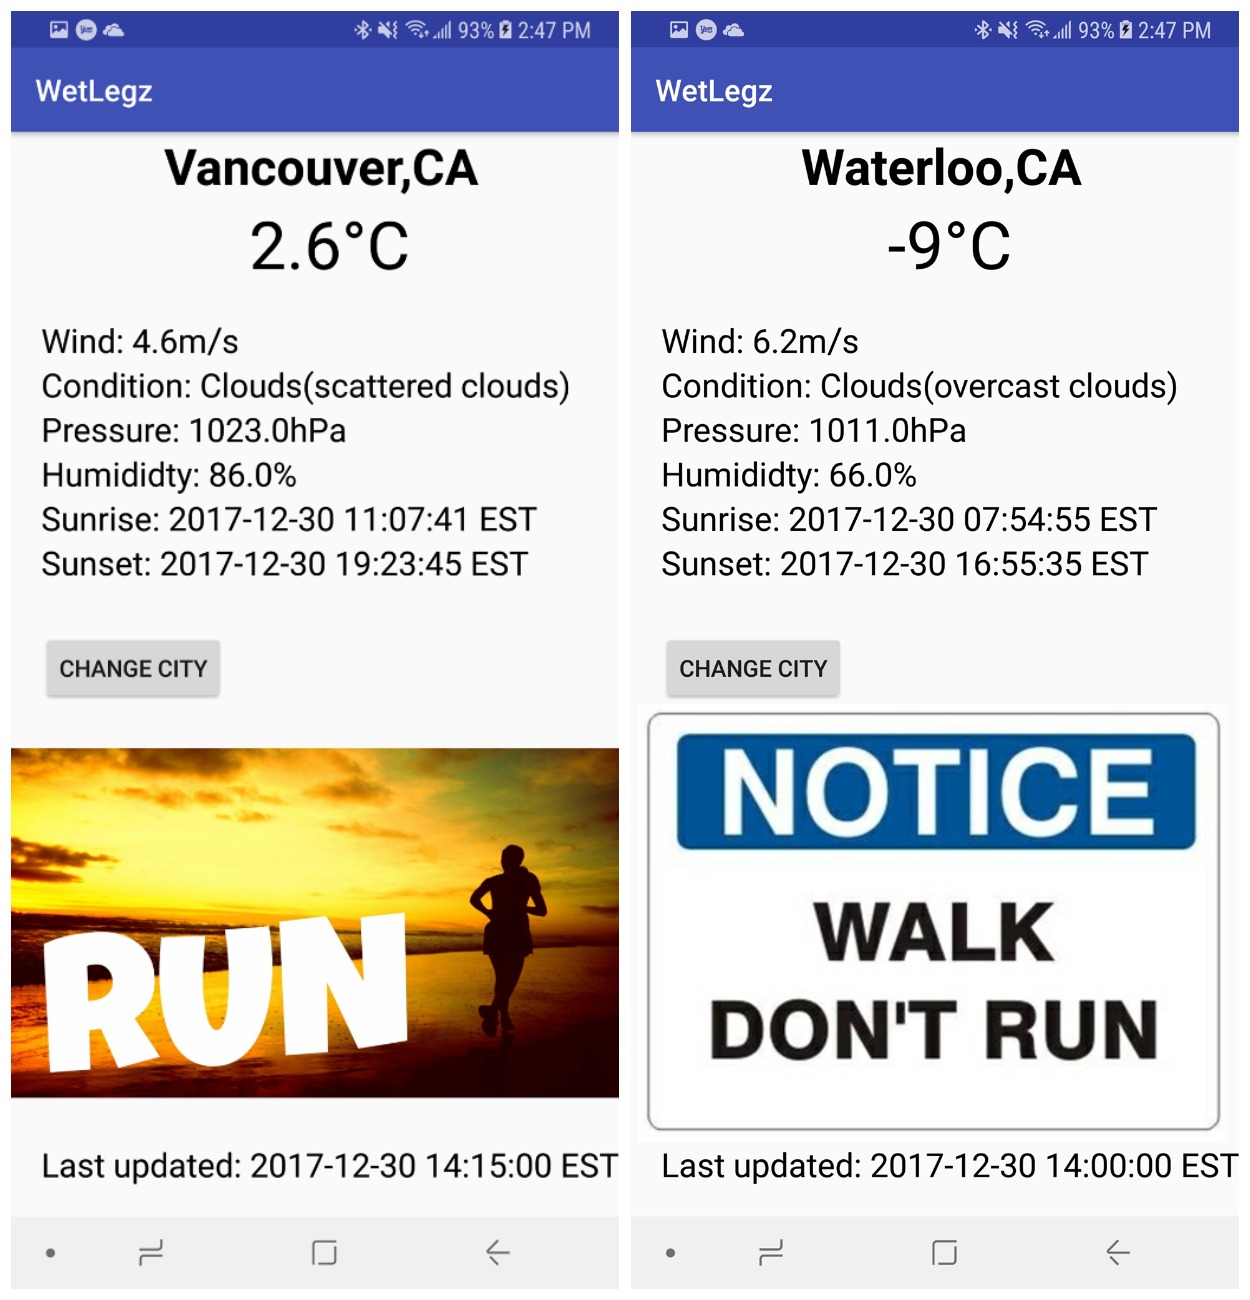 93% 2:47 PM
WetLegz
Vancouver,CA
2.6°C
Wind: 4.6m/s
Condition: Clouds(scattered clouds)
Pressure: 1023.0hPa
Humididty: 86.0%
Sunrise: 2017-12-30 11:07:41 EST
Sunset: 2017-12-30 19:23:45 EST
CHANGE CITY
RUN
Last updated: 2017-12-30 14:15:00 EST
93% 2:47 PM
WetLegz
Waterloo,CA
-9°C
Wind: 6.2m/s
Condition: Clouds(overcast clouds)
Pressure: 1011.0hPa
Humididty: 66.0%
Sunrise: 2017-12-30 07:54:55 EST
Sunset: 2017-12-30 16:55:35 EST
CHANGE CITY
NOTICE
WALK
DON'T RUN
Last updated: 2017-12-30 14:00:00 EST